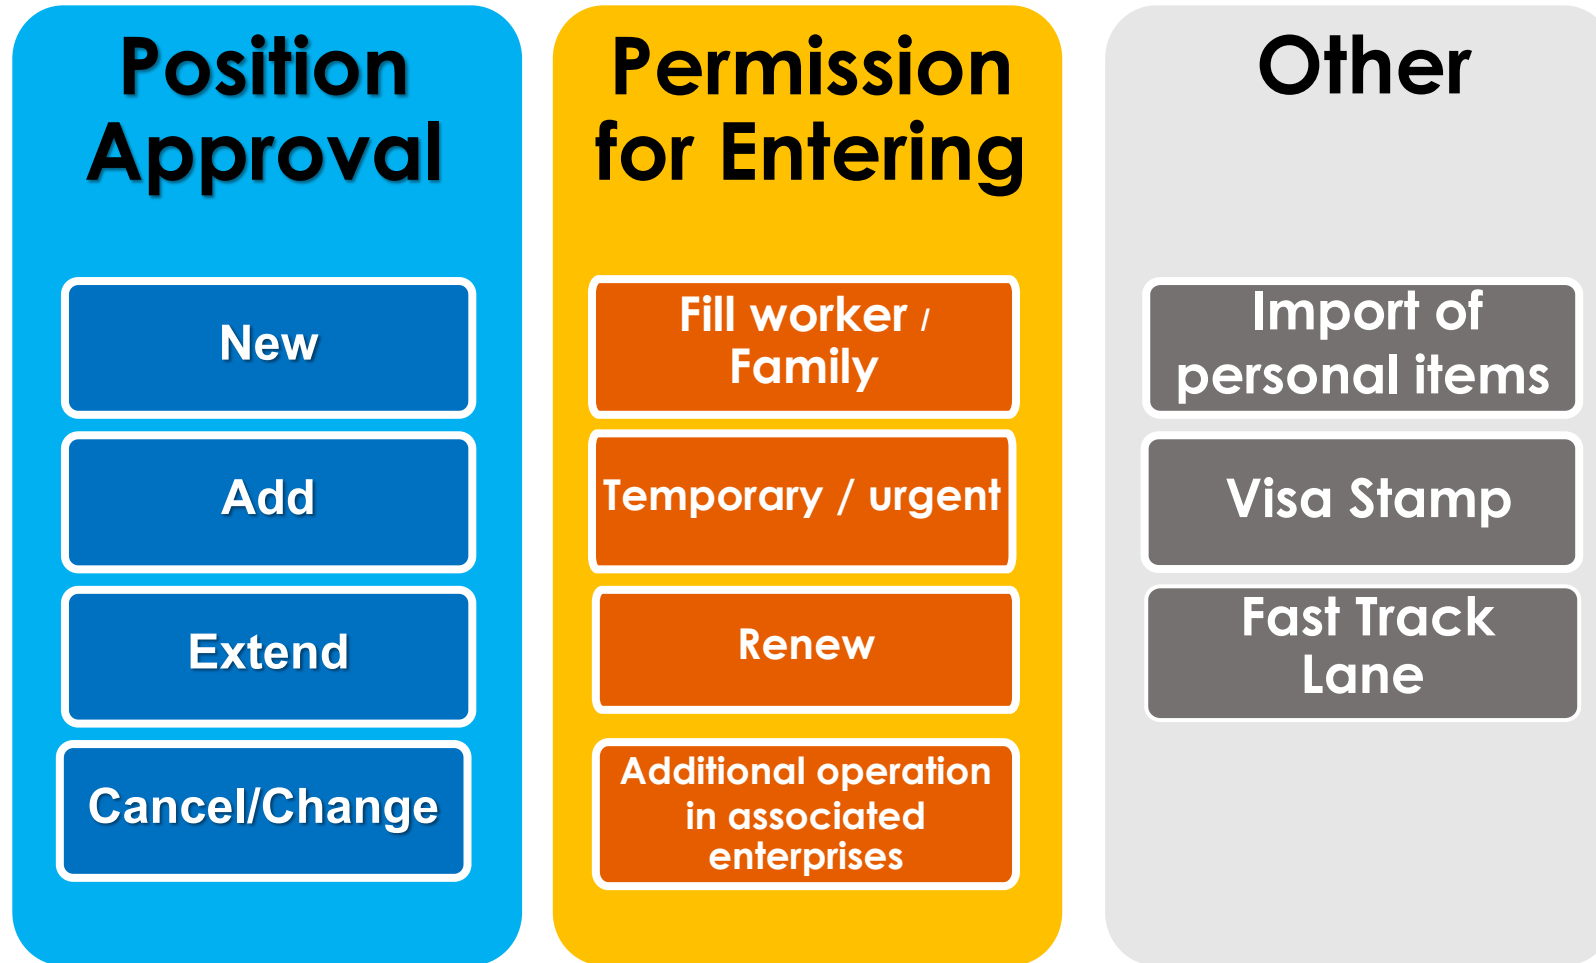 Position
Approval
New
Add
Extend
Cancel/Change
Permission
for Entering
Fill worker /
Family
Temporary / urgent
Renew
Additional operation
in associated
enterprises
Other
Import of
personal items
Visa Stamp
Fast Track
Lane